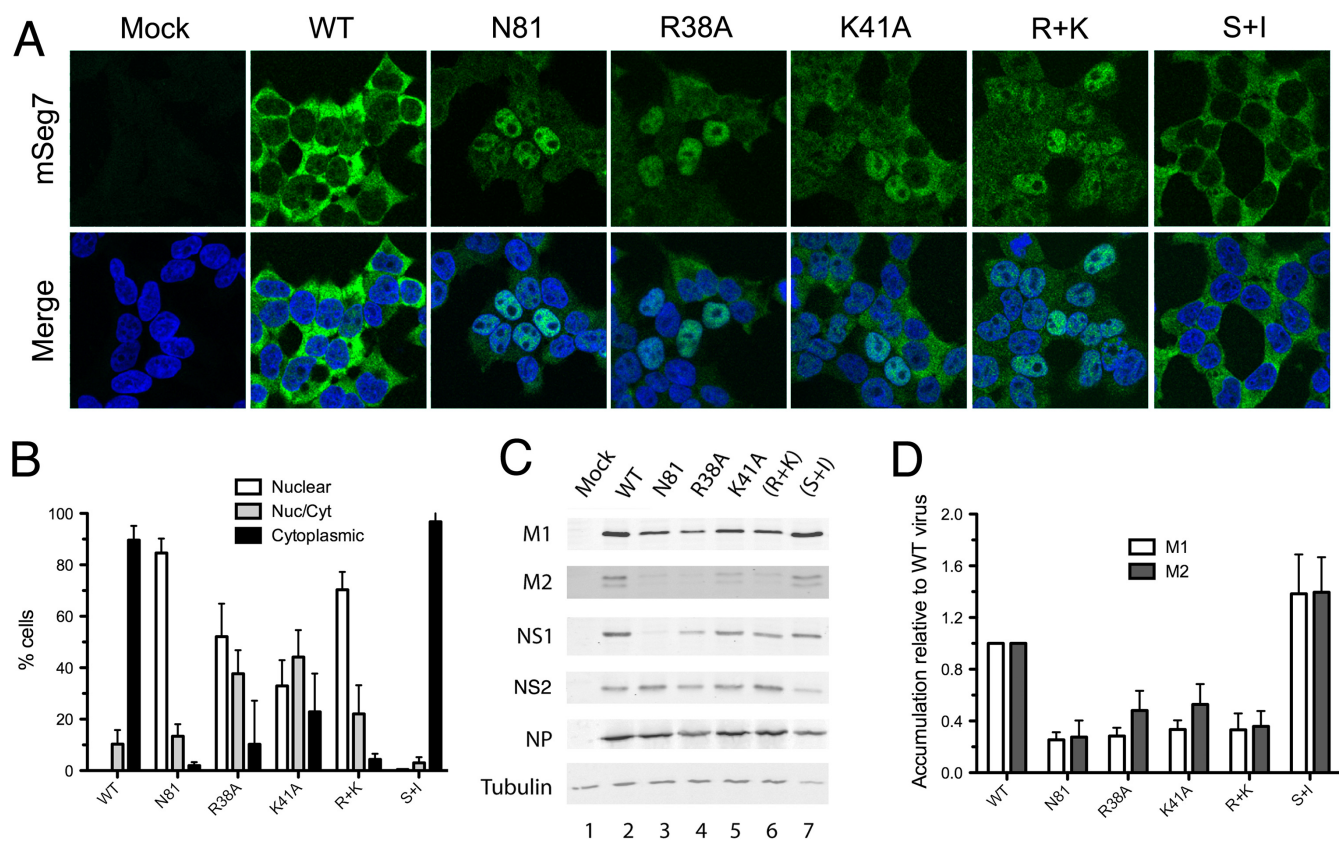 A
Mock WT N81 R38A K41A R+K S+I
mSeg7
Merge
B
Nuclear
Nuc/Cyt
Cytoplasmic
% cells
100
80
60
40
20
0
WT N81 R38A K41A R+K S+I
C
Mock WT N81 R38A K41A (R+K) (S+I)
M1
M2
NS1
NS2
NP
Tubulin
1 2 3 4 5 6 7
D
Accumulation relative to WT virus
M1
M2
2.0
1.6
1.2
0.8
0.4
0.0
WT N81 R38A K41A R+K S+I